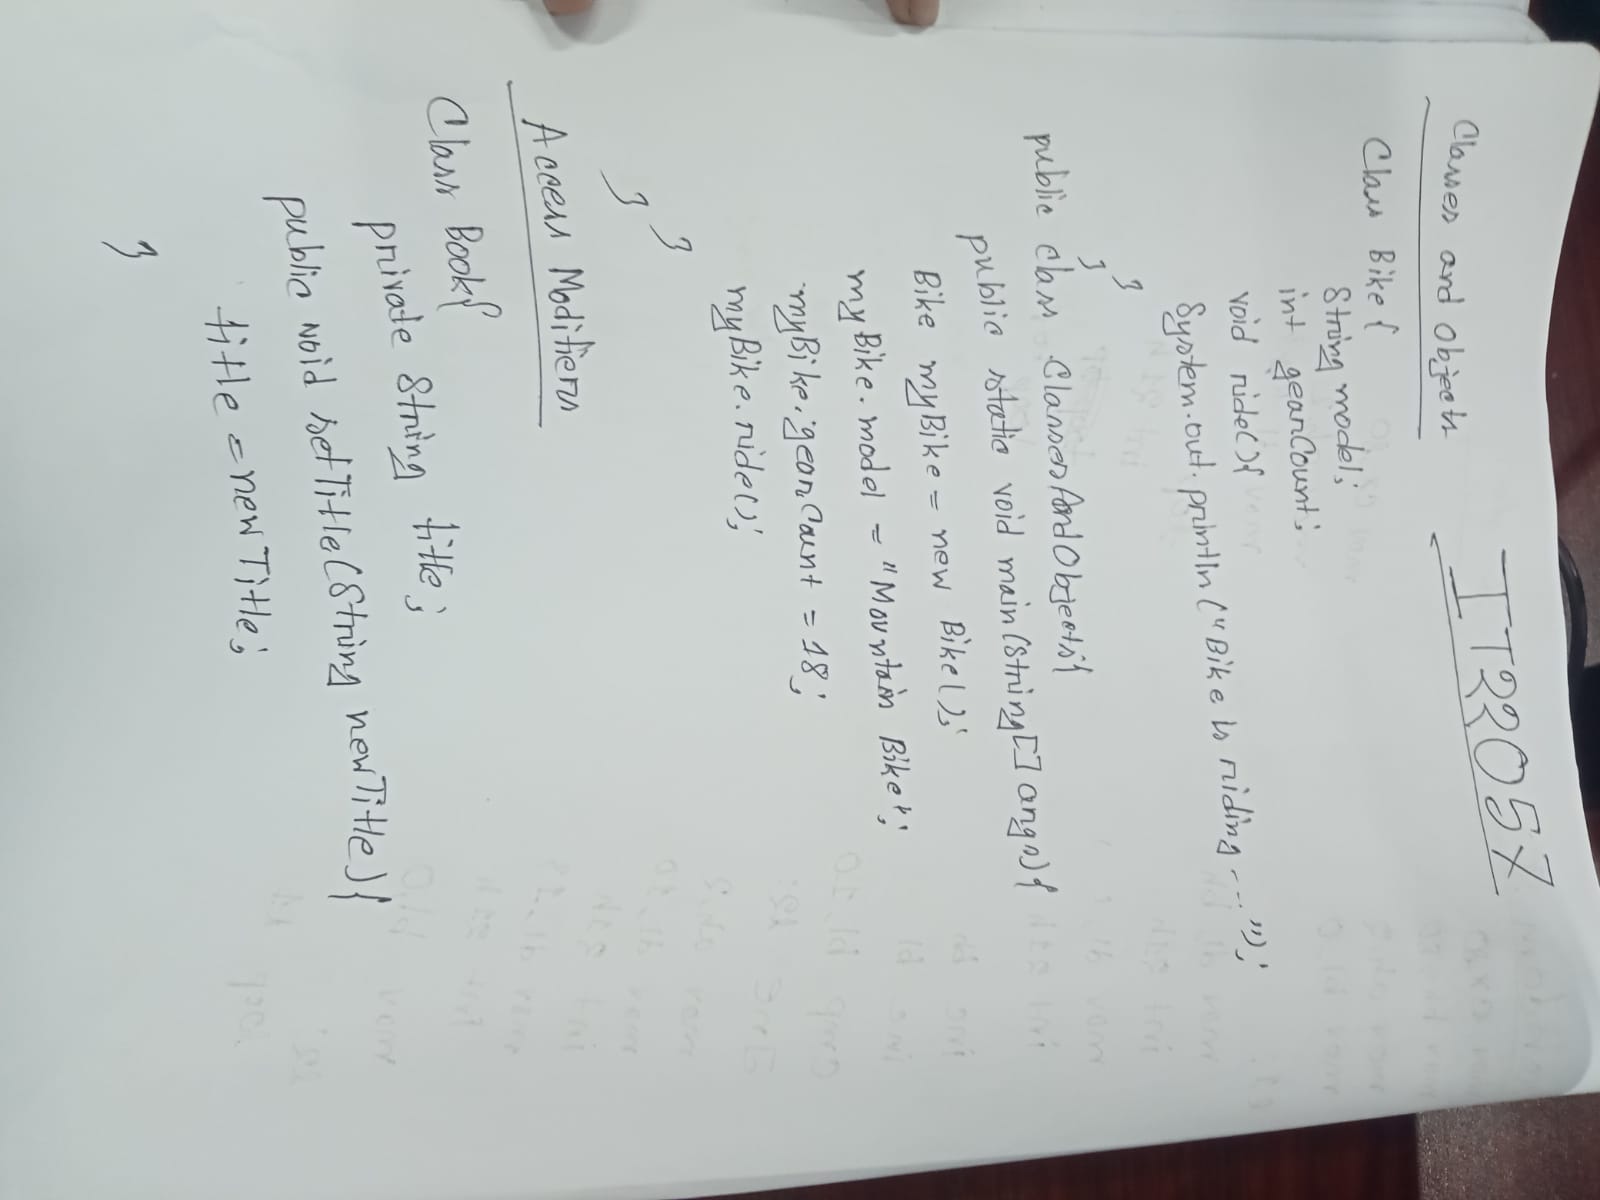 IT22057
Classes and Objects
Class Bike{
String model;
int gearCount;
void ride(){
System.out.println("Bike is riding...");
}
}
public class ClassesAndObjects{
public static void main(String[] args){
Bike myBike = new Bike();
myBike.model = "Mountain Bike";
myBike.gearCount = 18;
myBike.ride();
}
}
Access Modifiers
Class Book{
private String title;
public void setTitle(String newTitle){
title = newTitle;
}